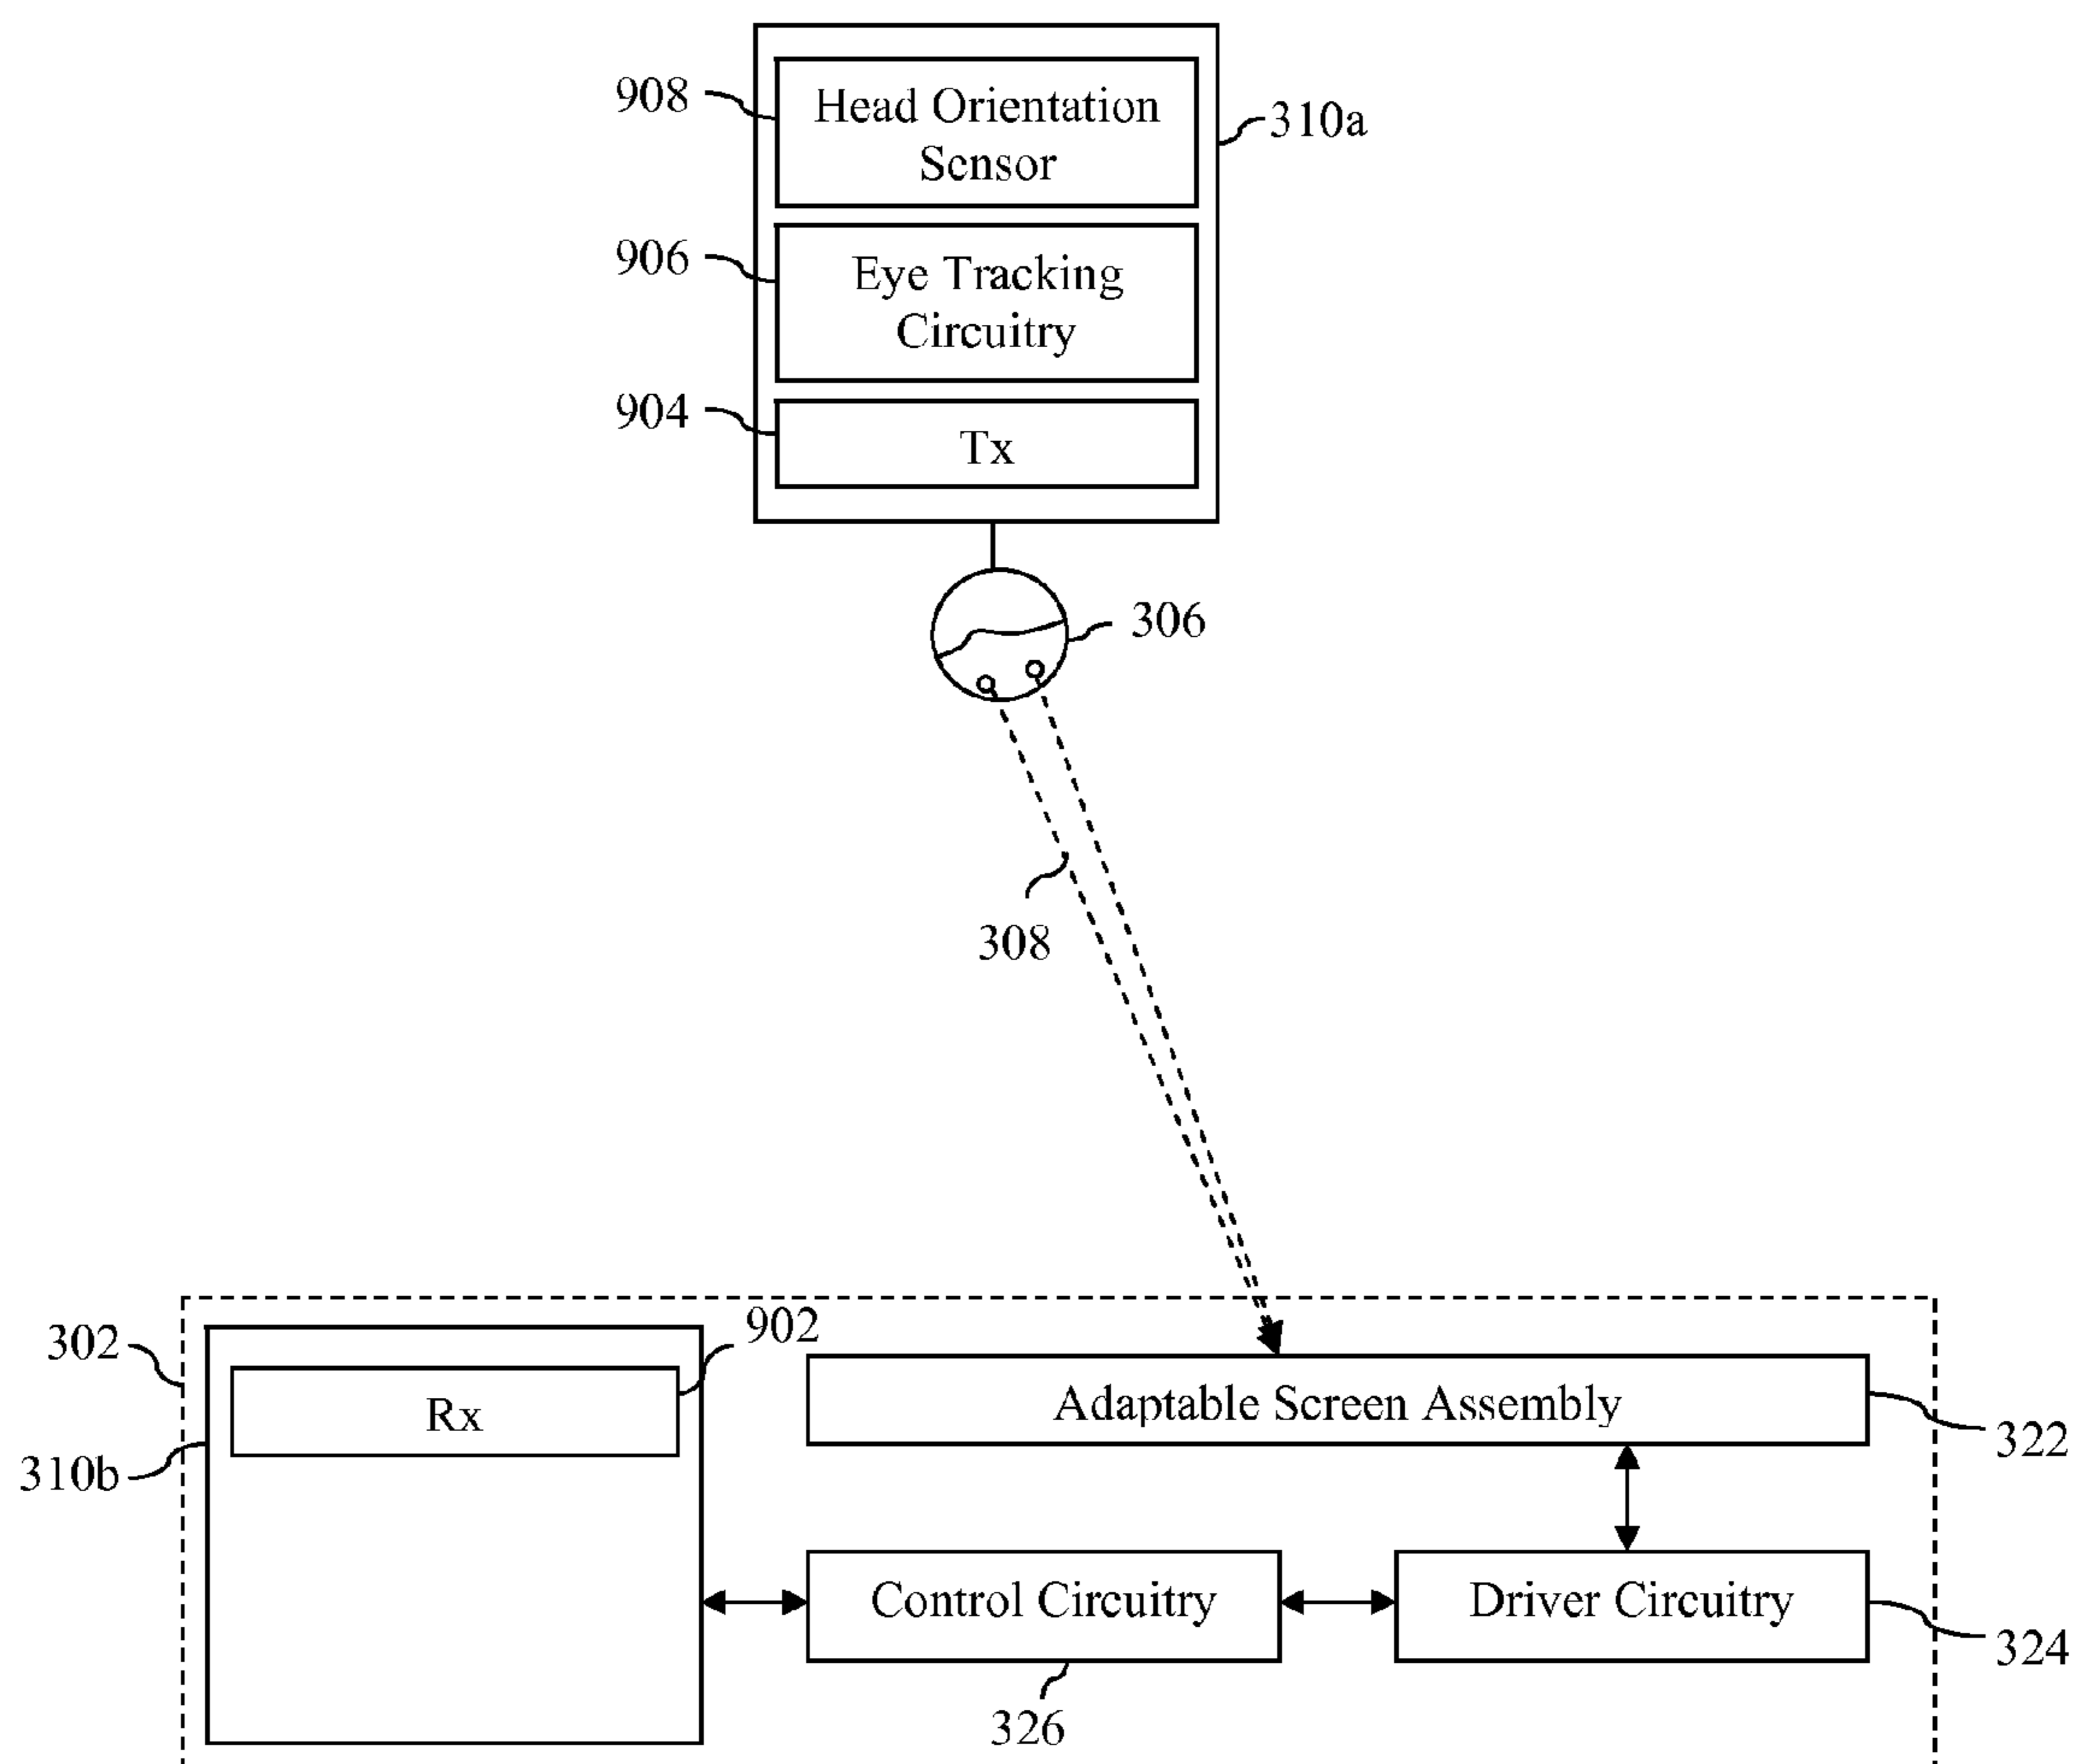 908
Head Orientation
Sensor
310a
906
Eye Tracking
Circuitry
904
Tx
306
308
302
902
Rx
Adaptable Screen Assembly
322
310b
Control Circuitry
Driver Circuitry
324
326